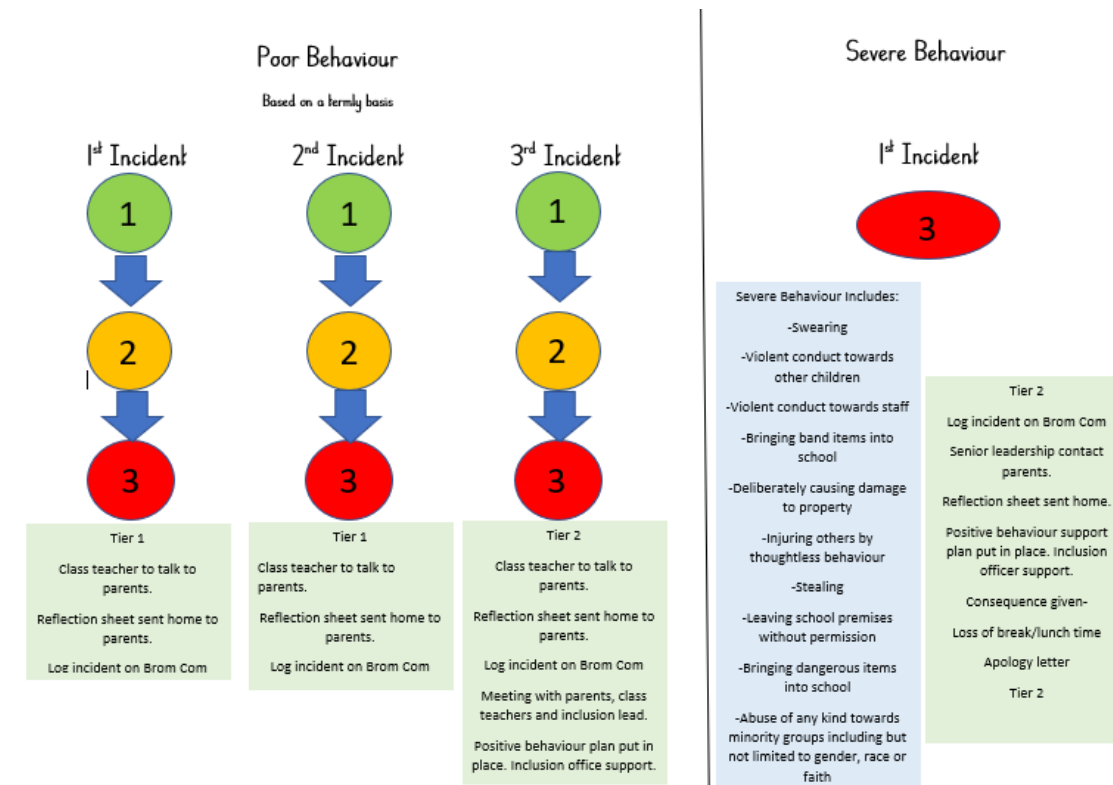 Poor Behaviour
Based on a termly basis
1st Incident
1
2
3
Tier 1
Class teacher to talk to
parents.
Reflection sheet sent home to
parents.
Log incident on Brom Com
2nd Incident
1
2
3
Tier 1
Class teacher to talk to
parents.
Reflection sheet sent home to
parents.
Log incident on Brom Com
3rd Incident
1
2
3
Tier 2
Class teacher to talk to
parents.
Reflection sheet sent home to
parents.
Log incident on Brom Com
Meeting with parents, class
teachers and inclusion lead.
Positive behaviour plan put in
place. Inclusion office support.
Severe Behaviour
1st Incident
3
Severe Behaviour Includes:
-Swearing
-Violent conduct towards
other children
-Violent conduct towards staff
-Bringing band items into
school
-Deliberately causing damage
to property
-Injuring others by
thoughtless behaviour
-Stealing
-Leaving school premises
without permission
-Bringing dangerous items
into school
-Abuse of any kind towards
minority groups including but
not limited to gender, race or
faith
Tier 2
Log incident on Brom Com
Senior leadership contact
parents.
Reflection sheet sent home.
Positive behaviour support
plan put in place. Inclusion
officer support.
Consequence given-
Loss of break/lunch time
Apology letter
Tier 2